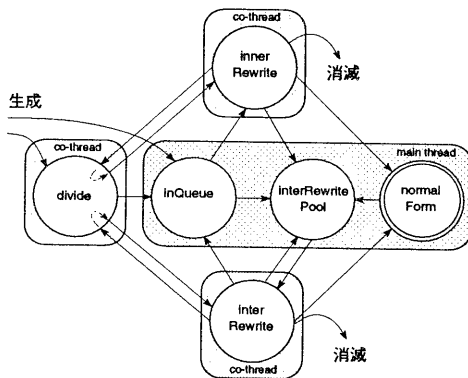 co-thread
inner
Rewrite
消滅
生成
co-thread
divide
main thread
inQueue
interRewrite
Pool
normal
Form
inter
Rewrite
co-thread
消滅